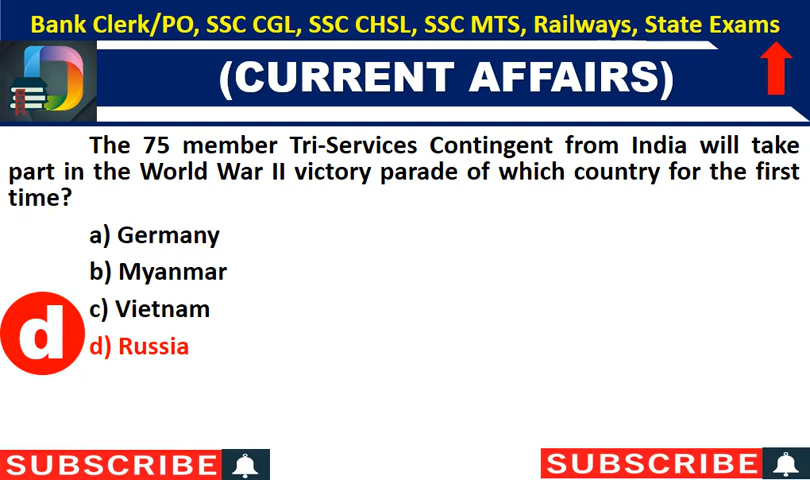 Bank Clerk/PO, SSC CGL, SSC CHSL, SSC MTS, Railways, State Exams
(CURRENT AFFAIRS)
The 75 member Tri-Services Contingent from India will take
part in the World War II victory parade of which country for the first
time?
a) Germany
b) Myanmar
c) Vietnam
d
d) Russia
SUBSCRIBE
SUBSCRIBE